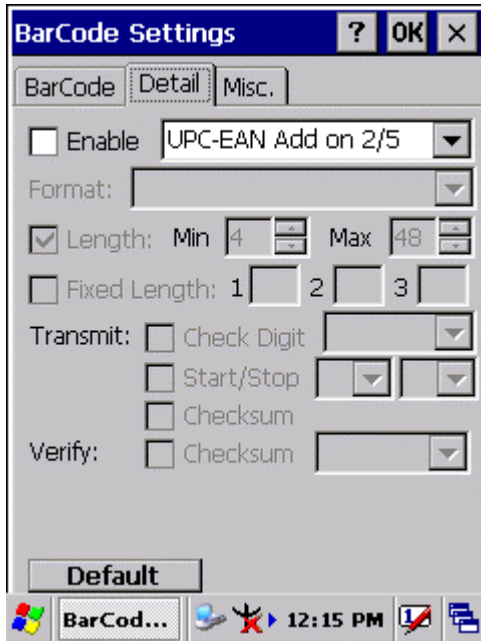 BarCode Settings ? OK ×
BarCode Detail Misc.
Enable UPC-EAN Add on 2/5
Format:
Length: Min 4 Max 48
Fixed Length: 1 2 3
Transmit: Check Digit
Start/Stop
Checksum
Verify: Checksum
Default
BarCod... 12:15 PM 1